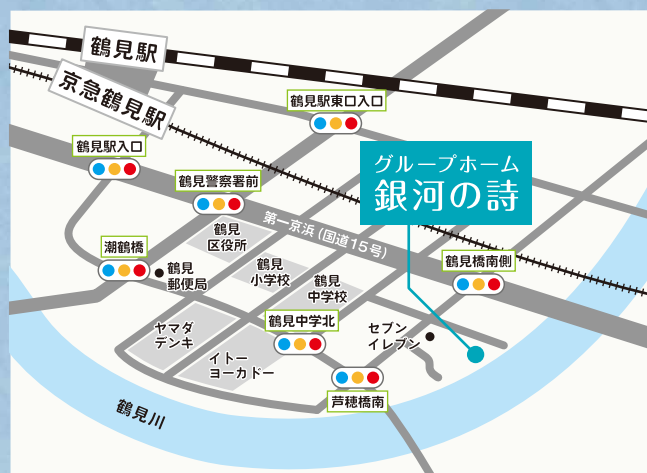 鶴見駅
京急鶴見駅
鶴見駅東口入口
鶴見駅入口
鶴見警察署前
グループホーム
銀河の詩
第一京浜（国道15号）
鶴見
区役所
潮鶴橋
鶴見
郵便局
鶴見
小学校
鶴見
中学校
鶴見橋南側
鶴見中学北
ヤマダ
デンキ
イトー
ヨーカドー
セブン
イレブン
芦穂橋南
鶴見川